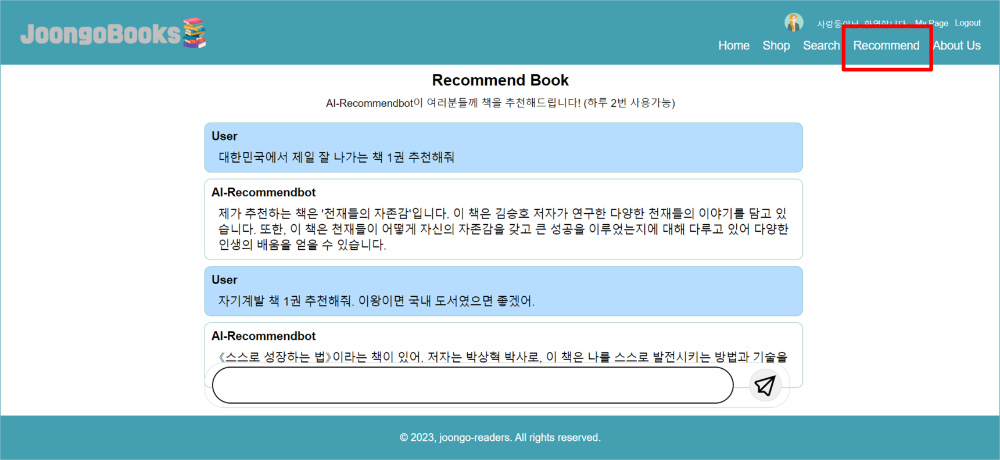 JoongoBooks
사랑둥이님, 환영합니다. My Page Logout
Home Shop Search Recommend About Us
Recommend Book
AI-Recommendbot이 여러분들께 책을 추천해드립니다! (하루 2번 사용가능)
User
대한민국에서 제일 잘 나가는 책 1권 추천해줘
AI-Recommendbot
제가 추천하는 책은 '천재들의 자존감'입니다. 이 책은 김승호 저자가 연구한 다양한 천재들의 이야기를 담고 있
습니다. 또한, 이 책은 천재들이 어떻게 자신의 자존감을 갖고 큰 성공을 이루었는지에 대해 다루고 있어 다양한
인생의 배움을 얻을 수 있습니다.
User
자기계발 책 1권 추천해줘. 이왕이면 국내 도서였으면 좋겠어.
AI-Recommendbot
《스스로 성장하는 법》이라는 책이 있어. 저자는 박상혁 박사로, 이 책은 나를 스스로 발전시키는 방법과 기술을
© 2023, joongo-readers. All rights reserved.